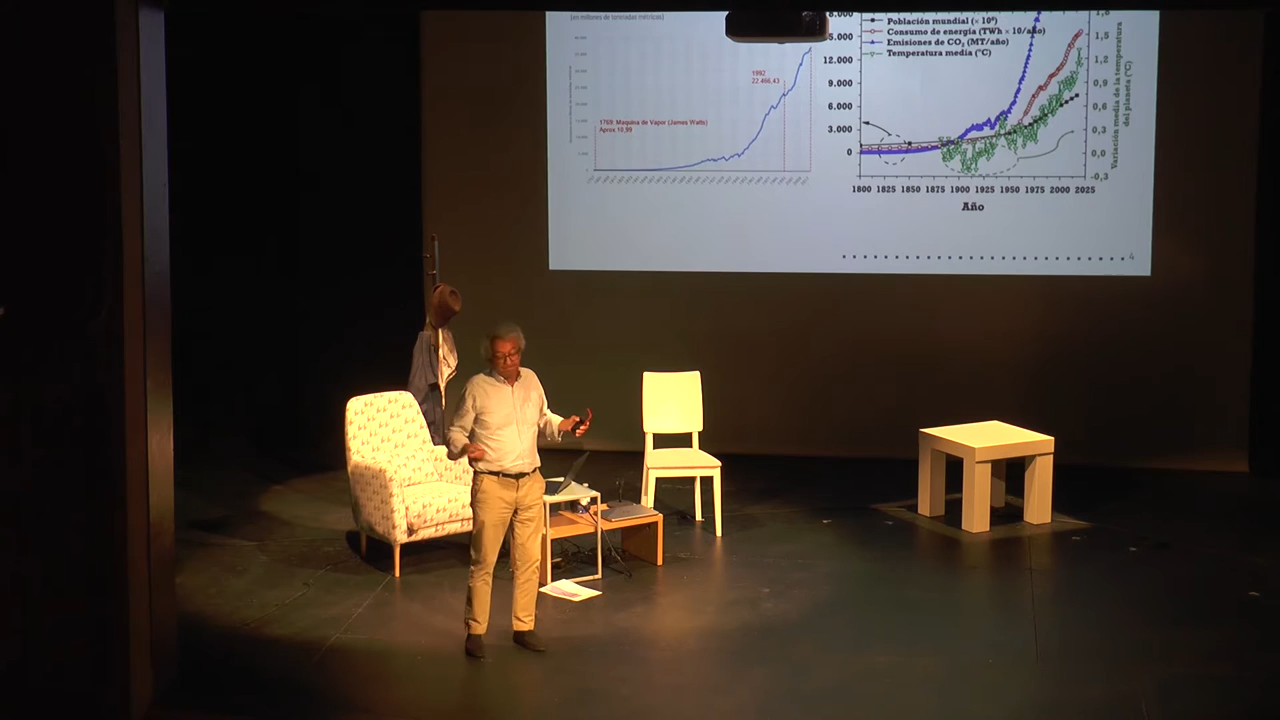 (en millones de toneladas métricas)
1992
22.466,43
1769: Maquina de Vapor (James Watts)
Aprox 10,99
Población mundial (× 10⁶)
Consumo de energía (TWh × 10/año)
Emisiones de CO₂ (MT/año)
Temperatura media (°C)
15.000
12.000
9.000
6.000
3.000
0
1,5
1,2
0,9
0,6
0,3
0,0
-0,3
Variación media de la temperatura
del planeta (°C)
1800 1825 1850 1875 1900 1925 1950 1975 2000 2025
Año
4